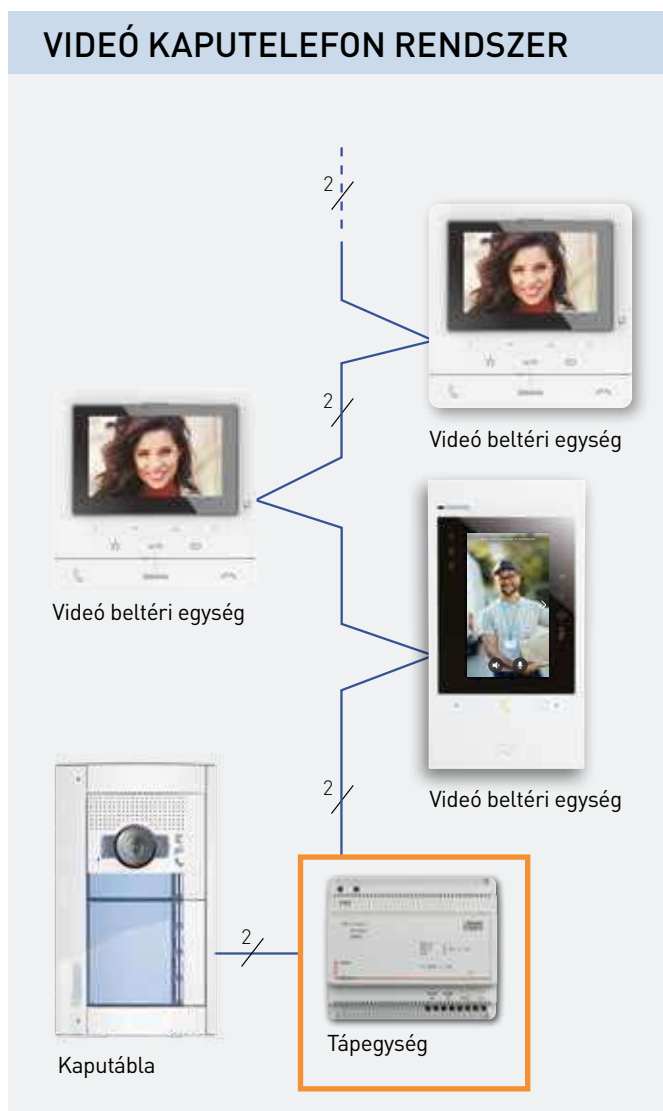 VIDEÓ KAPUTELEFON RENDSZER
2
Videó beltéri egység
2
Videó beltéri egység
Videó beltéri egység
2
2
Tápegység
Kaputábla